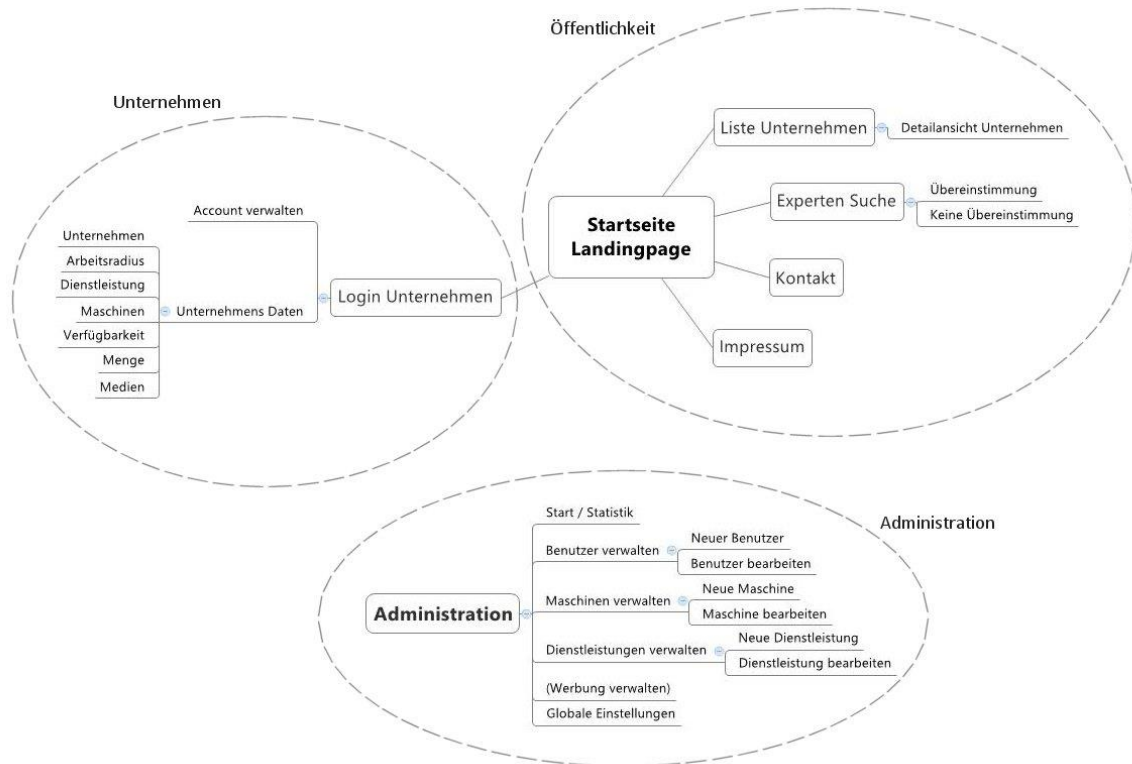 Öffentlichkeit
Unternehmen
Liste Unternehmen
Detailansicht Unternehmen
Experten Suche
Übereinstimmung
Keine Übereinstimmung
Startseite
Landingpage
Kontakt
Impressum
Account verwalten
Unternehmen
Arbeitsradius
Dienstleistung
Maschinen
Verfügbarkeit
Menge
Medien
Unternehmens Daten
Login Unternehmen
Administration
Administration
Start / Statistik
Benutzer verwalten
Neuer Benutzer
Benutzer bearbeiten
Maschinen verwalten
Neue Maschine
Maschine bearbeiten
Dienstleistungen verwalten
Neue Dienstleistung
Dienstleistung bearbeiten
(Werbung verwalten)
Globale Einstellungen